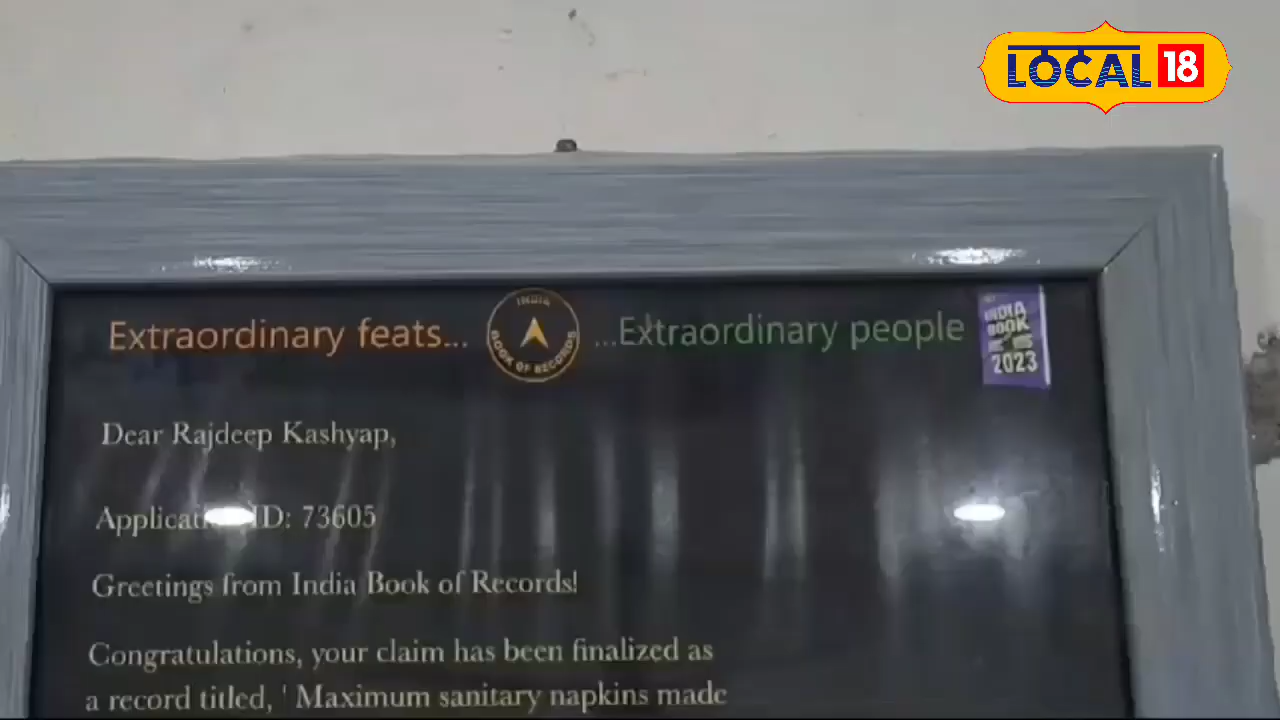 LOCAL 18
Extraordinary feats... INDIA BOOK OF RECORDS ...Extraordinary people INDIA BOOK OF 2023
Dear Rajdeep Kashyap,
Application ID: 73605
Greetings from India Book of Records!
Congratulations, your claim has been finalized as
a record titled, ' Maximum sanitary napkins made